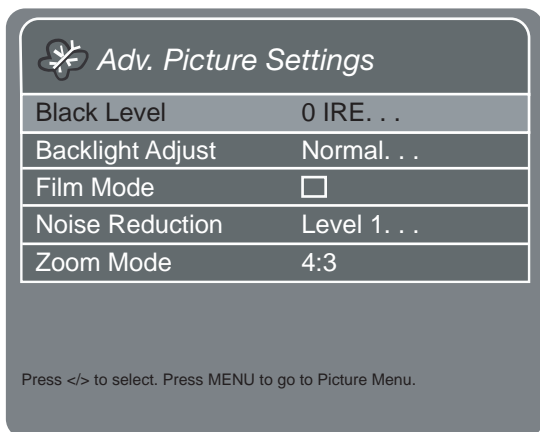 Adv. Picture Settings
Black Level 0 IRE. . .
Backlight Adjust Normal. . .
Film Mode
Noise Reduction Level 1. . .
Zoom Mode 4:3
Press </> to select. Press MENU to go to Picture Menu.